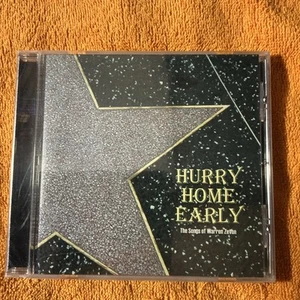 HURRY
HOME
EARLY
The Songs of Warren Zevon